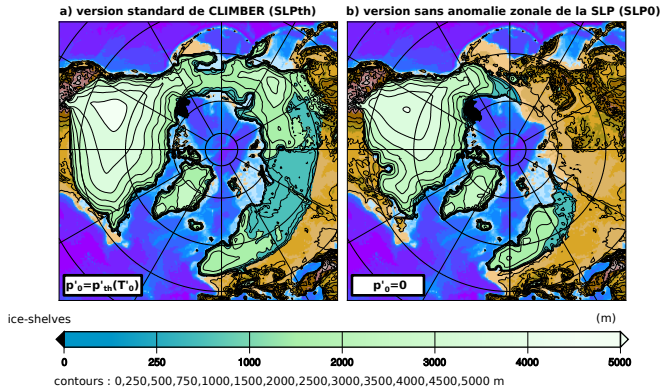 a) version standard de CLIMBER (SLPth)
b) version sans anomalie zonale de la SLP (SLP0)
p'₀=p'ₜₕ(T'₀)
p'₀=0
ice-shelves
(m)
0 250 1000 2000 3000 4000 5000
contours : 0,250,500,750,1000,1500,2000,2500,3000,3500,4000,4500,5000 m